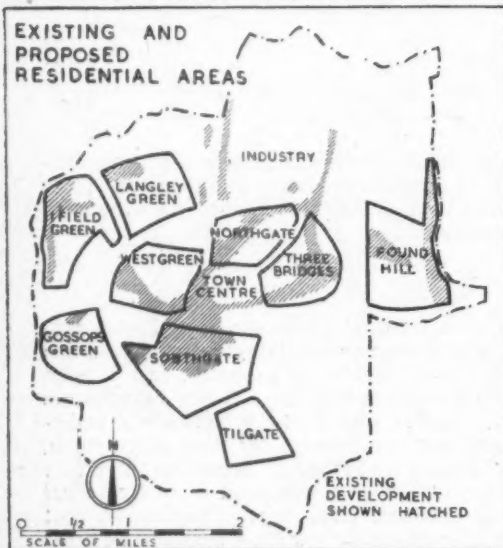 EXISTING AND
PROPOSED
RESIDENTIAL AREAS
INDUSTRY
LANGLEY
GREEN
IFIELD
GREEN
NORTHGATE
WESTGREEN
THREE
BRIDGES
TOWN
CENTRE
POUND
HILL
GOSSOPS
GREEN
SOUTHGATE
TILGATE
N
EXISTING
DEVELOPMENT
SHOWN HATCHED
0 1/2 1 2
SCALE OF MILES